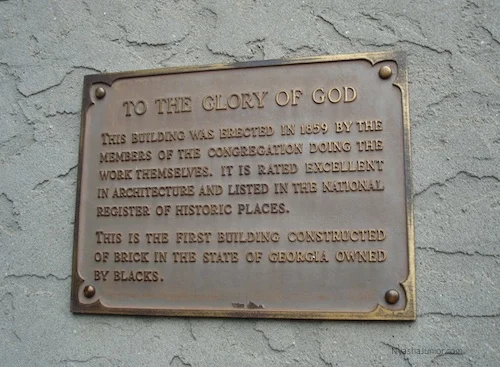 TO THE GLORY OF GOD
THIS BUILDING WAS ERECTED IN 1859 BY THE
MEMBERS OF THE CONGREGATION DOING THE
WORK THEMSELVES. IT IS RATED EXCELLENT
IN ARCHITECTURE AND LISTED IN THE NATIONAL
REGISTER OF HISTORIC PLACES.
THIS IS THE FIRST BUILDING CONSTRUCTED
OF BRICK IN THE STATE OF GEORGIA OWNED
BY BLACKS.